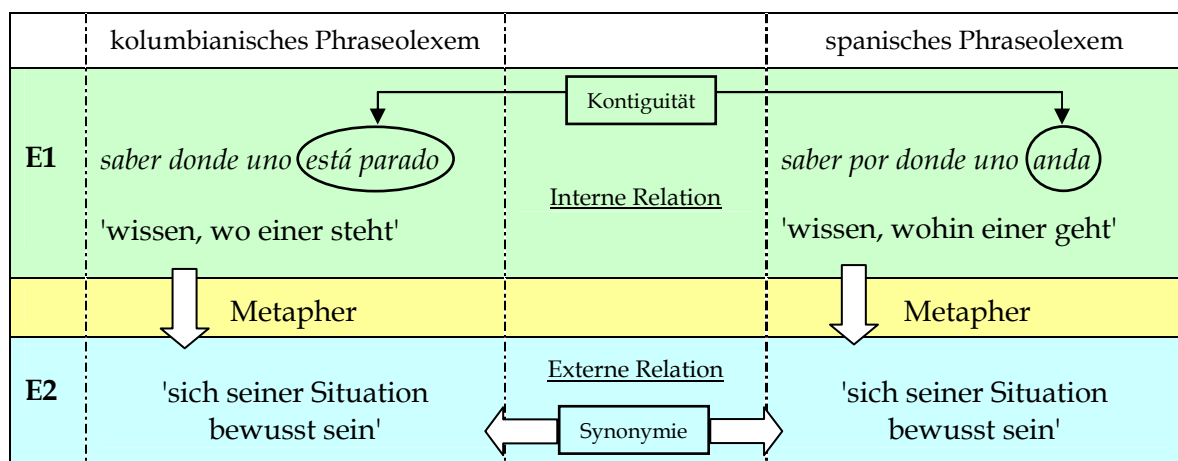 kolumbianisches Phraseolexem
spanisches Phraseolexem
Kontiguität
E1
saber donde uno está parado
saber por donde uno anda
Interne Relation
'wissen, wo einer steht'
'wissen, wohin einer geht'
Metapher
Metapher
Externe Relation
E2
'sich seiner Situation
bewusst sein'
Synonymie
'sich seiner Situation
bewusst sein'